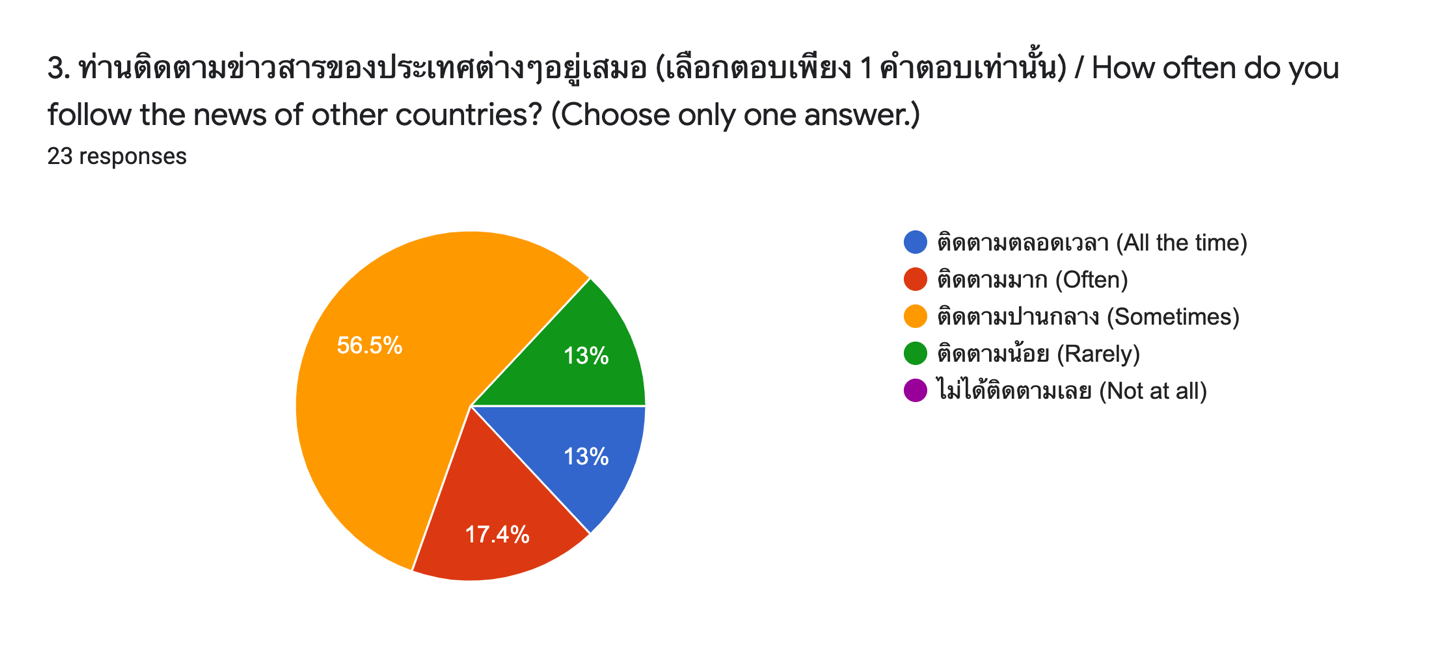 3. ท่านติดตามข่าวสารของประเทศต่างๆอยู่เสมอ (เลือกตอบเพียง 1 คำตอบเท่านั้น) / How often do you
follow the news of other countries? (Choose only one answer.)
23 responses
ติดตามตลอดเวลา (All the time)
ติดตามมาก (Often)
ติดตามปานกลาง (Sometimes)
ติดตามน้อย (Rarely)
ไม่ได้ติดตามเลย (Not at all)
56.5%
13%
13%
17.4%